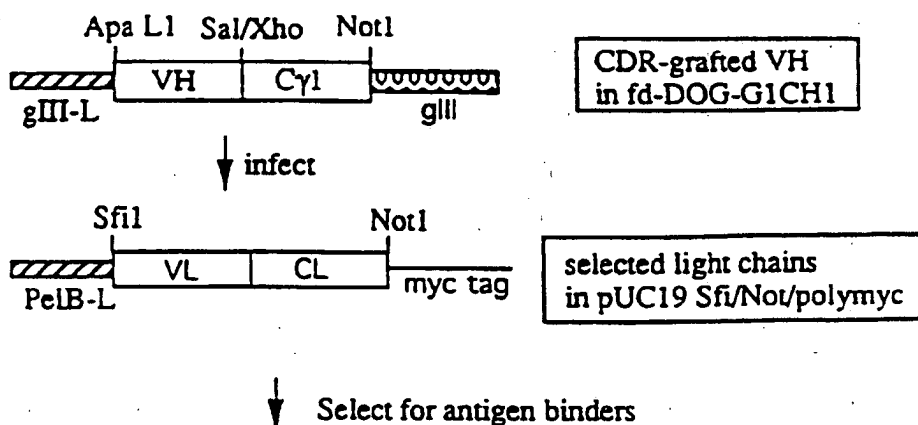 Apa L1 Sal/Xho Not1
VH Cγ1
gIII-L gIII
CDR-grafted VH
in fd-DOG-G1CH1
infect
Sfi1 Not1
VL CL
PelB-L myc tag
selected light chains
in pUC19 Sfi/Not/polymyc
Select for antigen binders